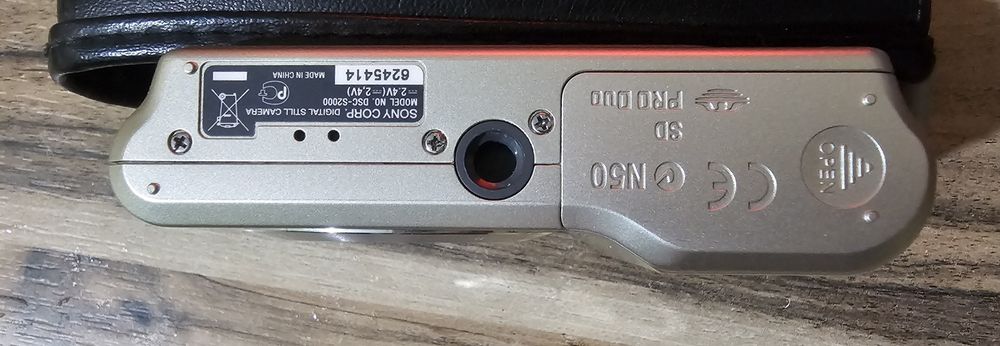 SONY CORP. DIGITAL STILL CAMERA
MODEL NO. DSC-S2000
⎓ 2.4V(⎓ 2.4V)
6245414
MADE IN CHINA
PC
N50
CE
SD
PRO Duo
OPEN